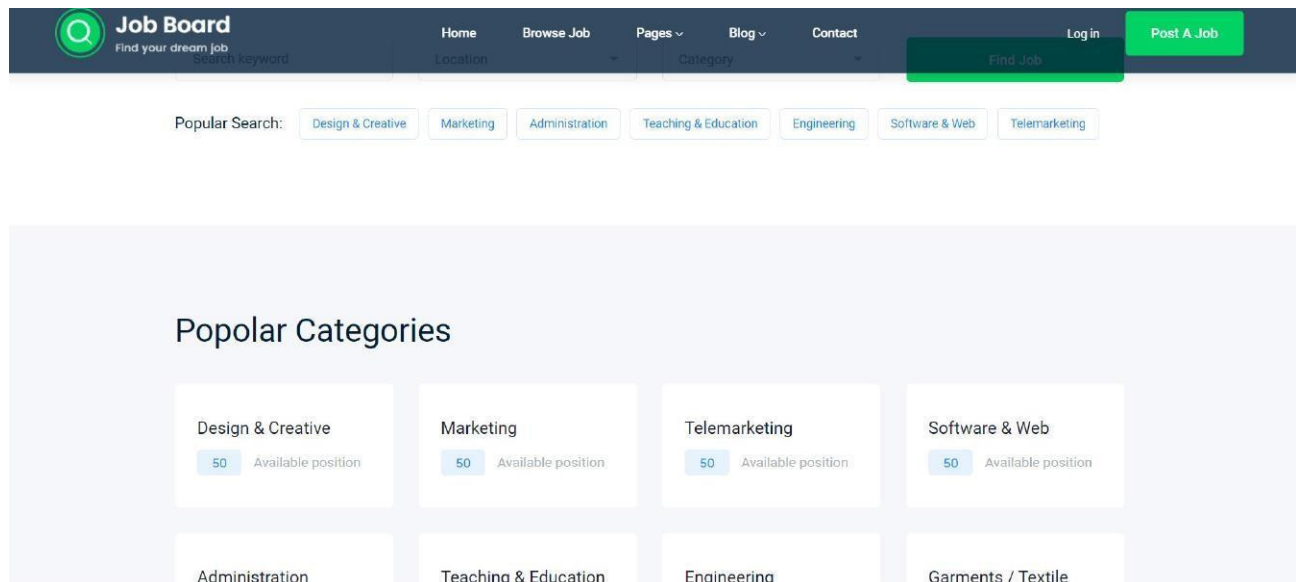 Job Board
Find your dream job
Home Browse Job Pages Blog Contact Log in Post A Job
Search keyword Location Category Find Job
Popular Search: Design & Creative Marketing Administration Teaching & Education Engineering Software & Web Telemarketing
Popolar Categories
Design & Creative Marketing Telemarketing Software & Web
50 Available position 50 Available position 50 Available position 50 Available position
Administration Teaching & Education Engineering Garments / Textile